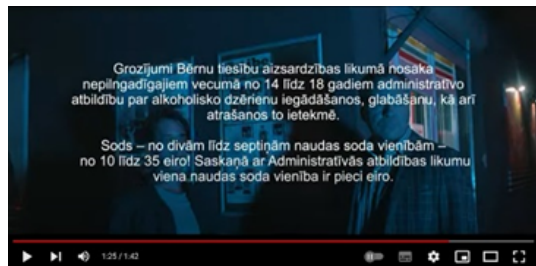 Grozījumi Bērnu tiesību aizsardzības likumā nosaka
nepilngadīgajiem vecumā no 14 līdz 18 gadiem administratīvo
atbildību par alkoholisko dzērienu iegādāšanos, glabāšanu, kā arī
atrašanos to ietekmē.
Sods – no divām līdz septiņām naudas soda vienībām –
no 10 līdz 35 eiro! Saskaņā ar Administratīvās atbildības likumu
viena naudas soda vienība ir pieci eiro.
1:25 / 1:42